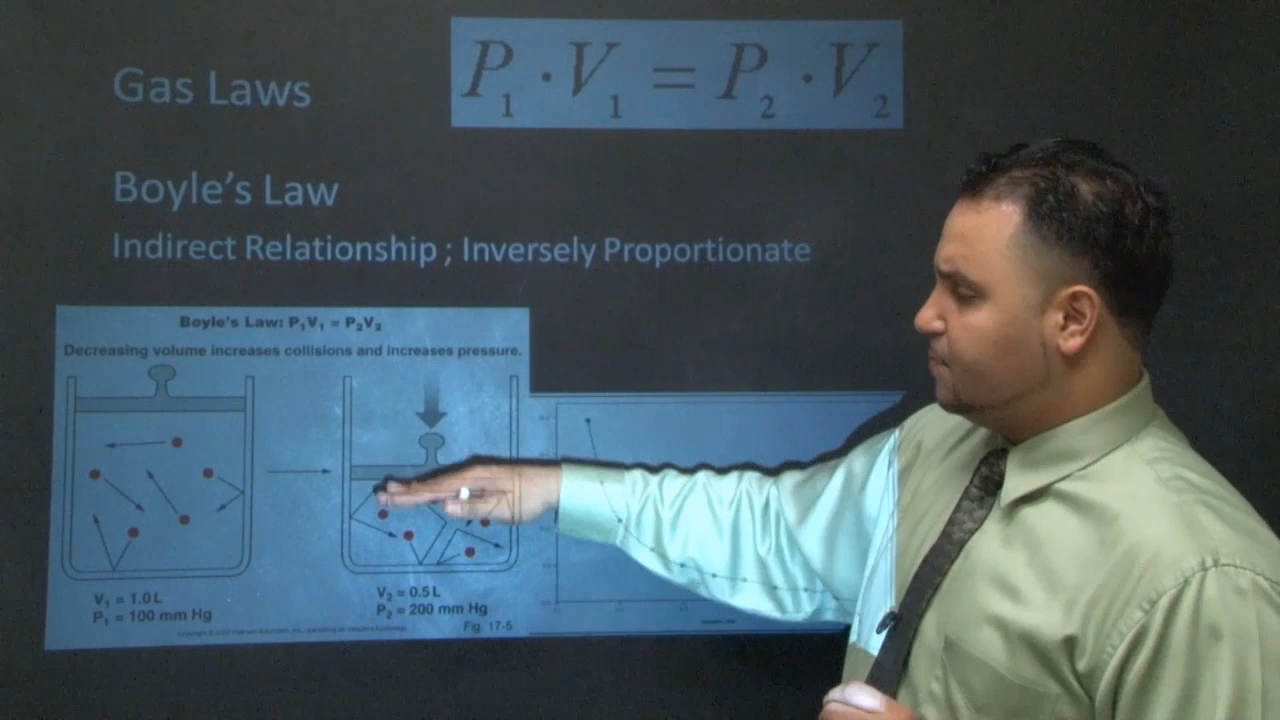 Gas Laws
P₁ · V₁ = P₂ · V₂
Boyle's Law
Indirect Relationship ; Inversely Proportionate
Boyle's Law: P₁V₁ = P₂V₂
Decreasing volume increases collisions and increases pressure.
V₁ = 1.0 L
P₁ = 100 mm Hg
V₂ = 0.5 L
P₂ = 200 mm Hg
Fig. 17-5